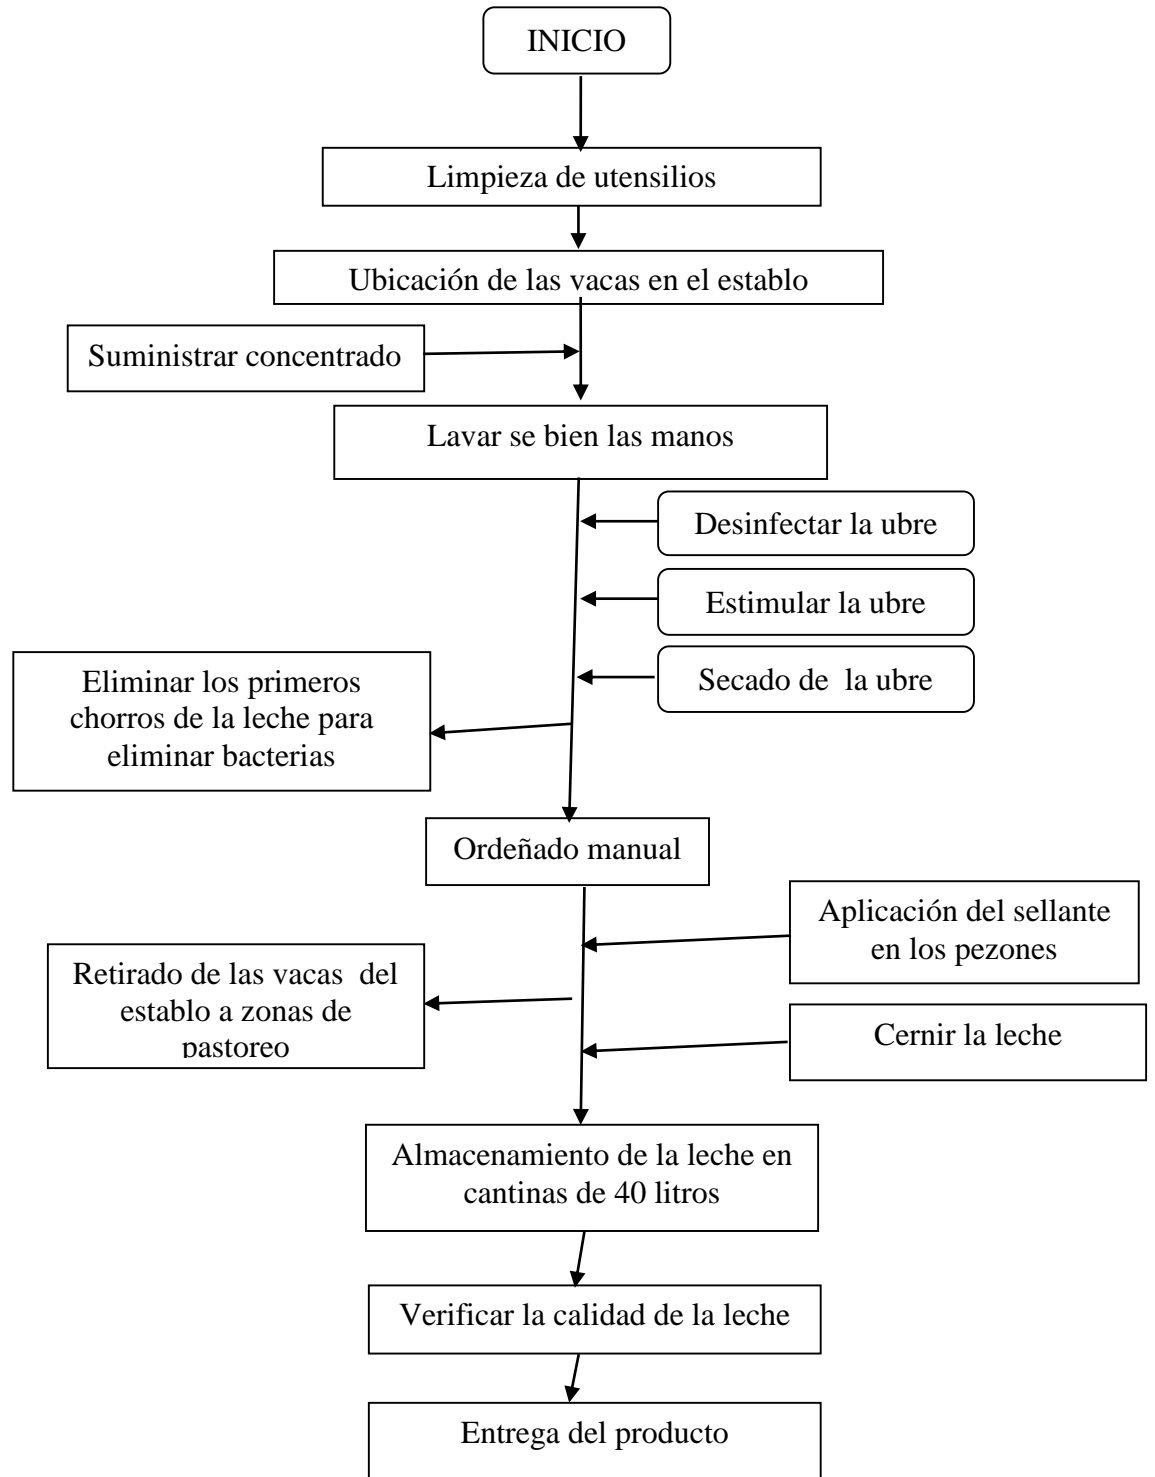 INICIO
Limpieza de utensilios
Ubicación de las vacas en el establo
Suministrar concentrado
Lavar se bien las manos
Desinfectar la ubre
Estimular la ubre
Secado de  la ubre
Eliminar los primeros
chorros de la leche para
eliminar bacterias
Ordeñado manual
Aplicación del sellante
en los pezones
Retirado de las vacas  del
establo a zonas de
pastoreo
Cernir la leche
Almacenamiento de la leche en
cantinas de 40 litros
Verificar la calidad de la leche
Entrega del producto